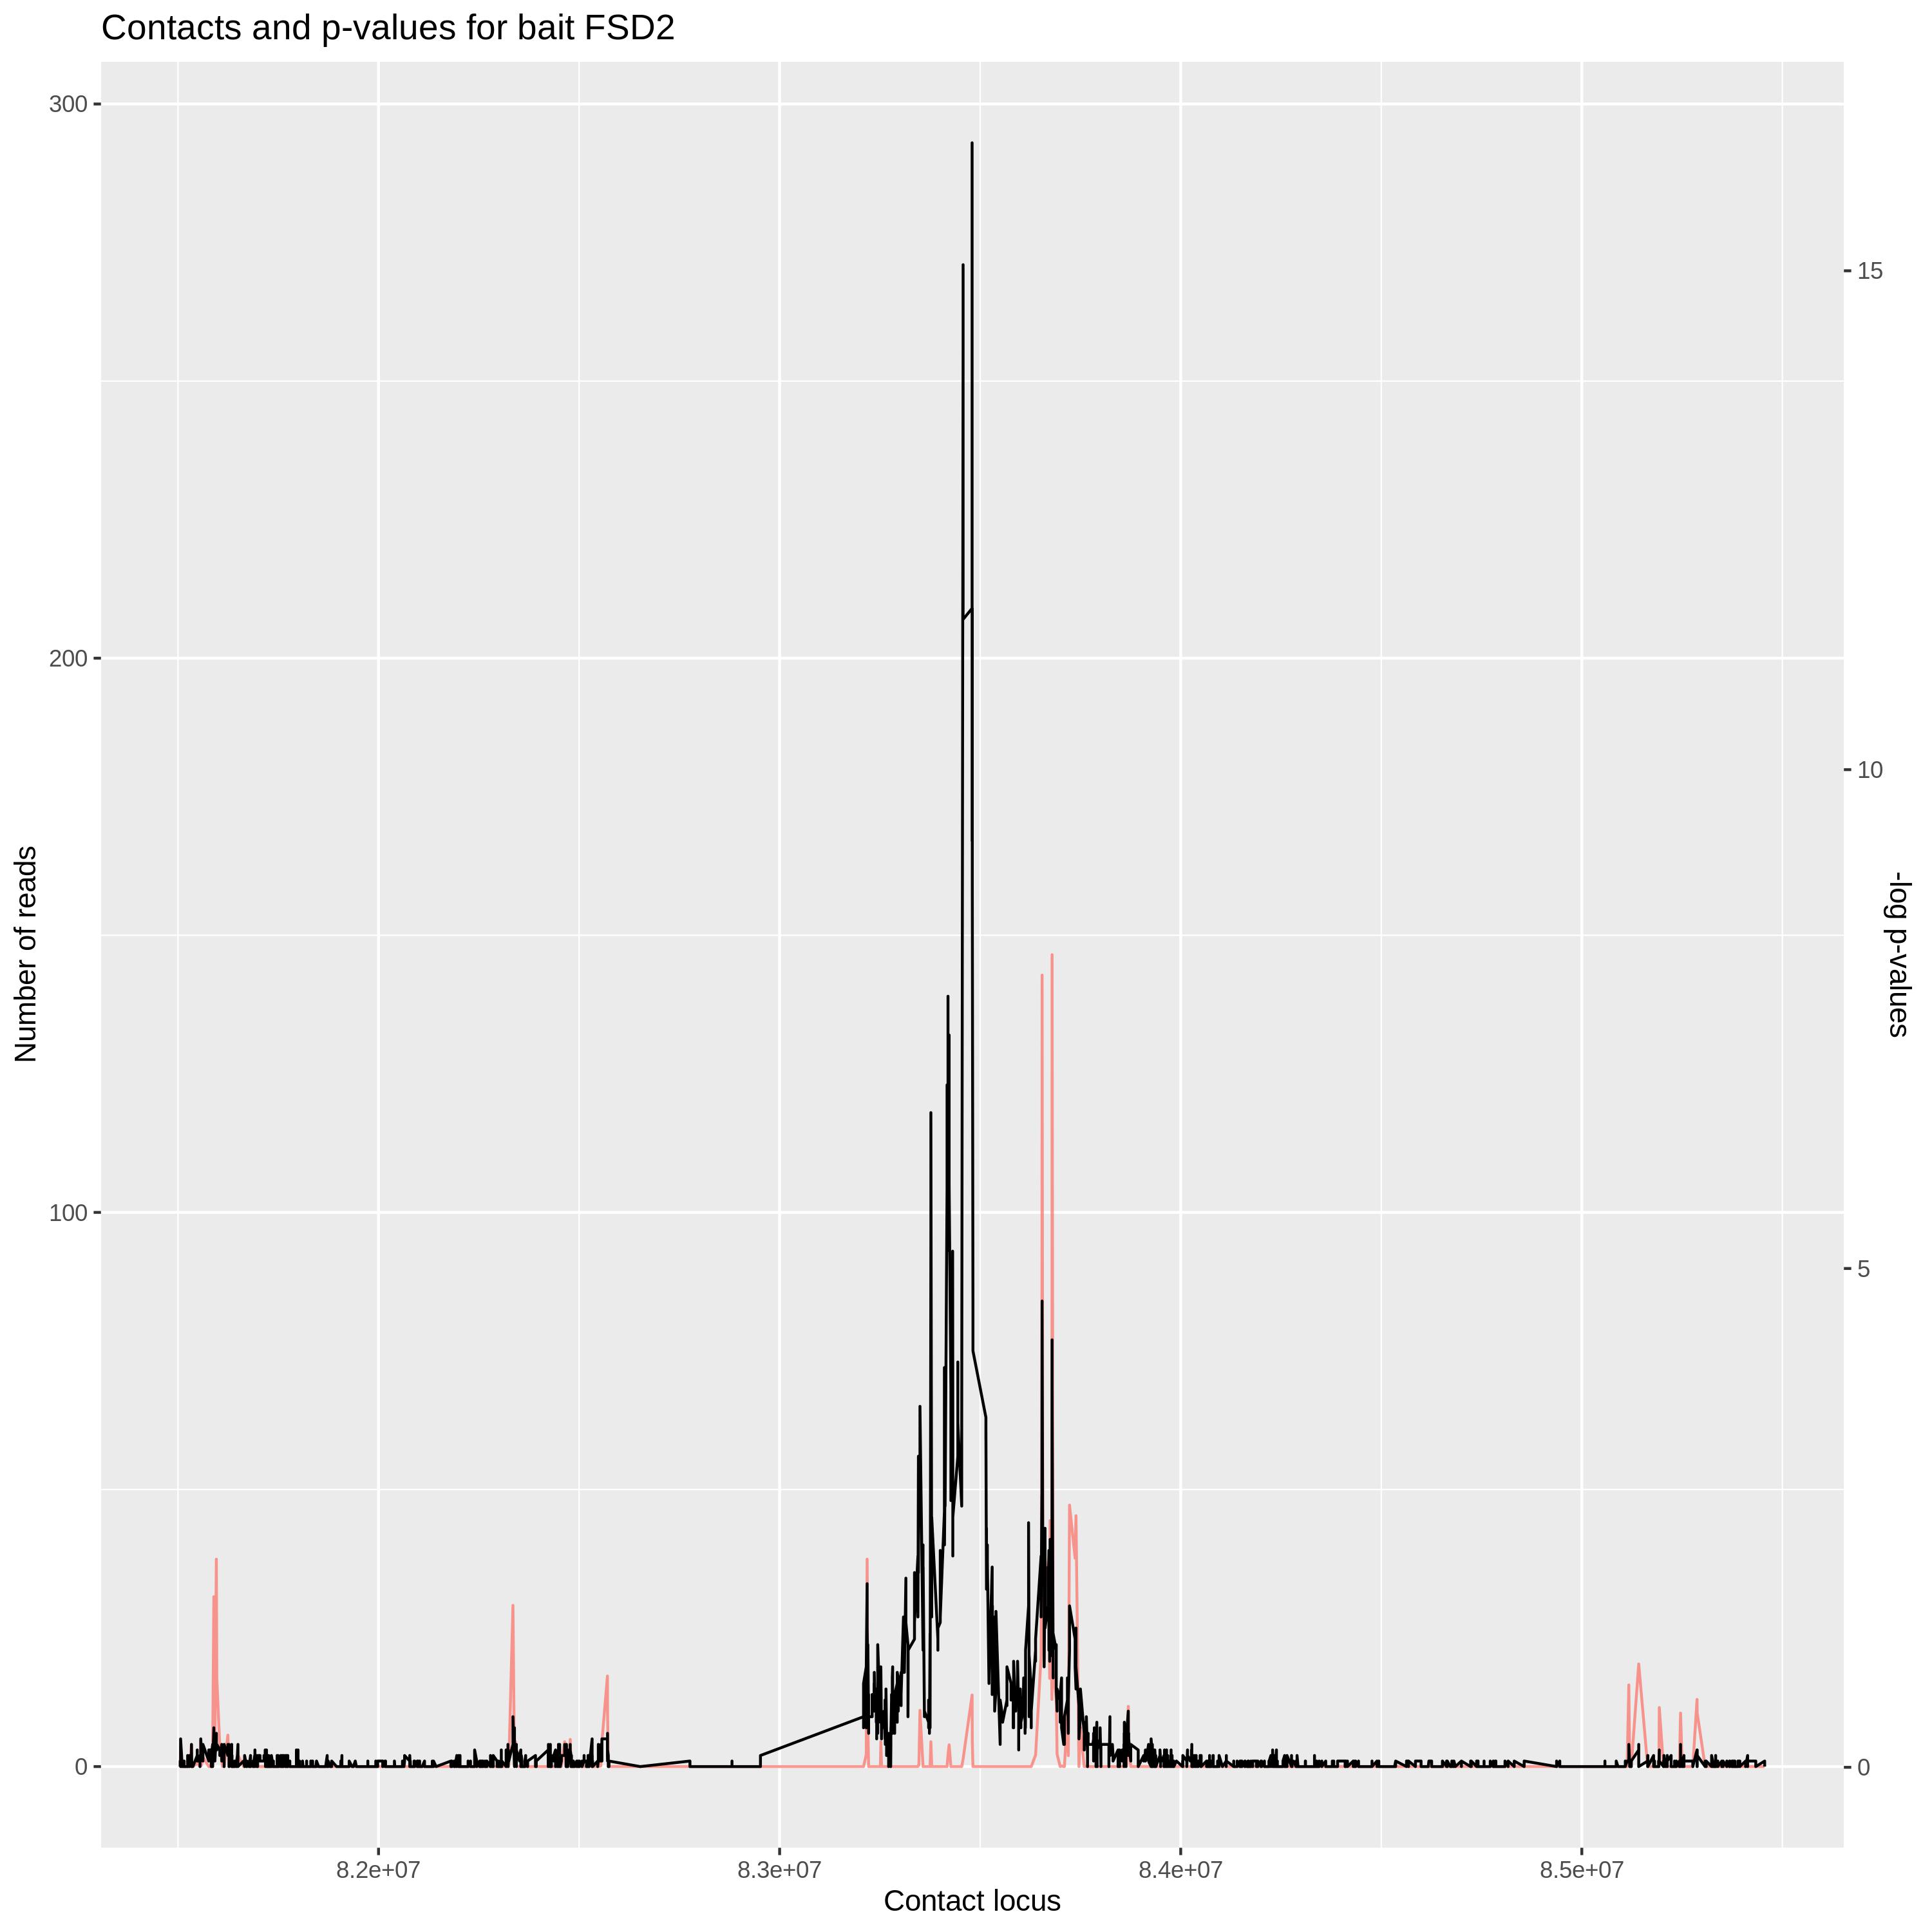 Contacts and p-values for bait FSD2
300
200
100
0
Number of reads
15
10
5
0
-log p-values
8.2e+07 8.3e+07 8.4e+07 8.5e+07
Contact locus